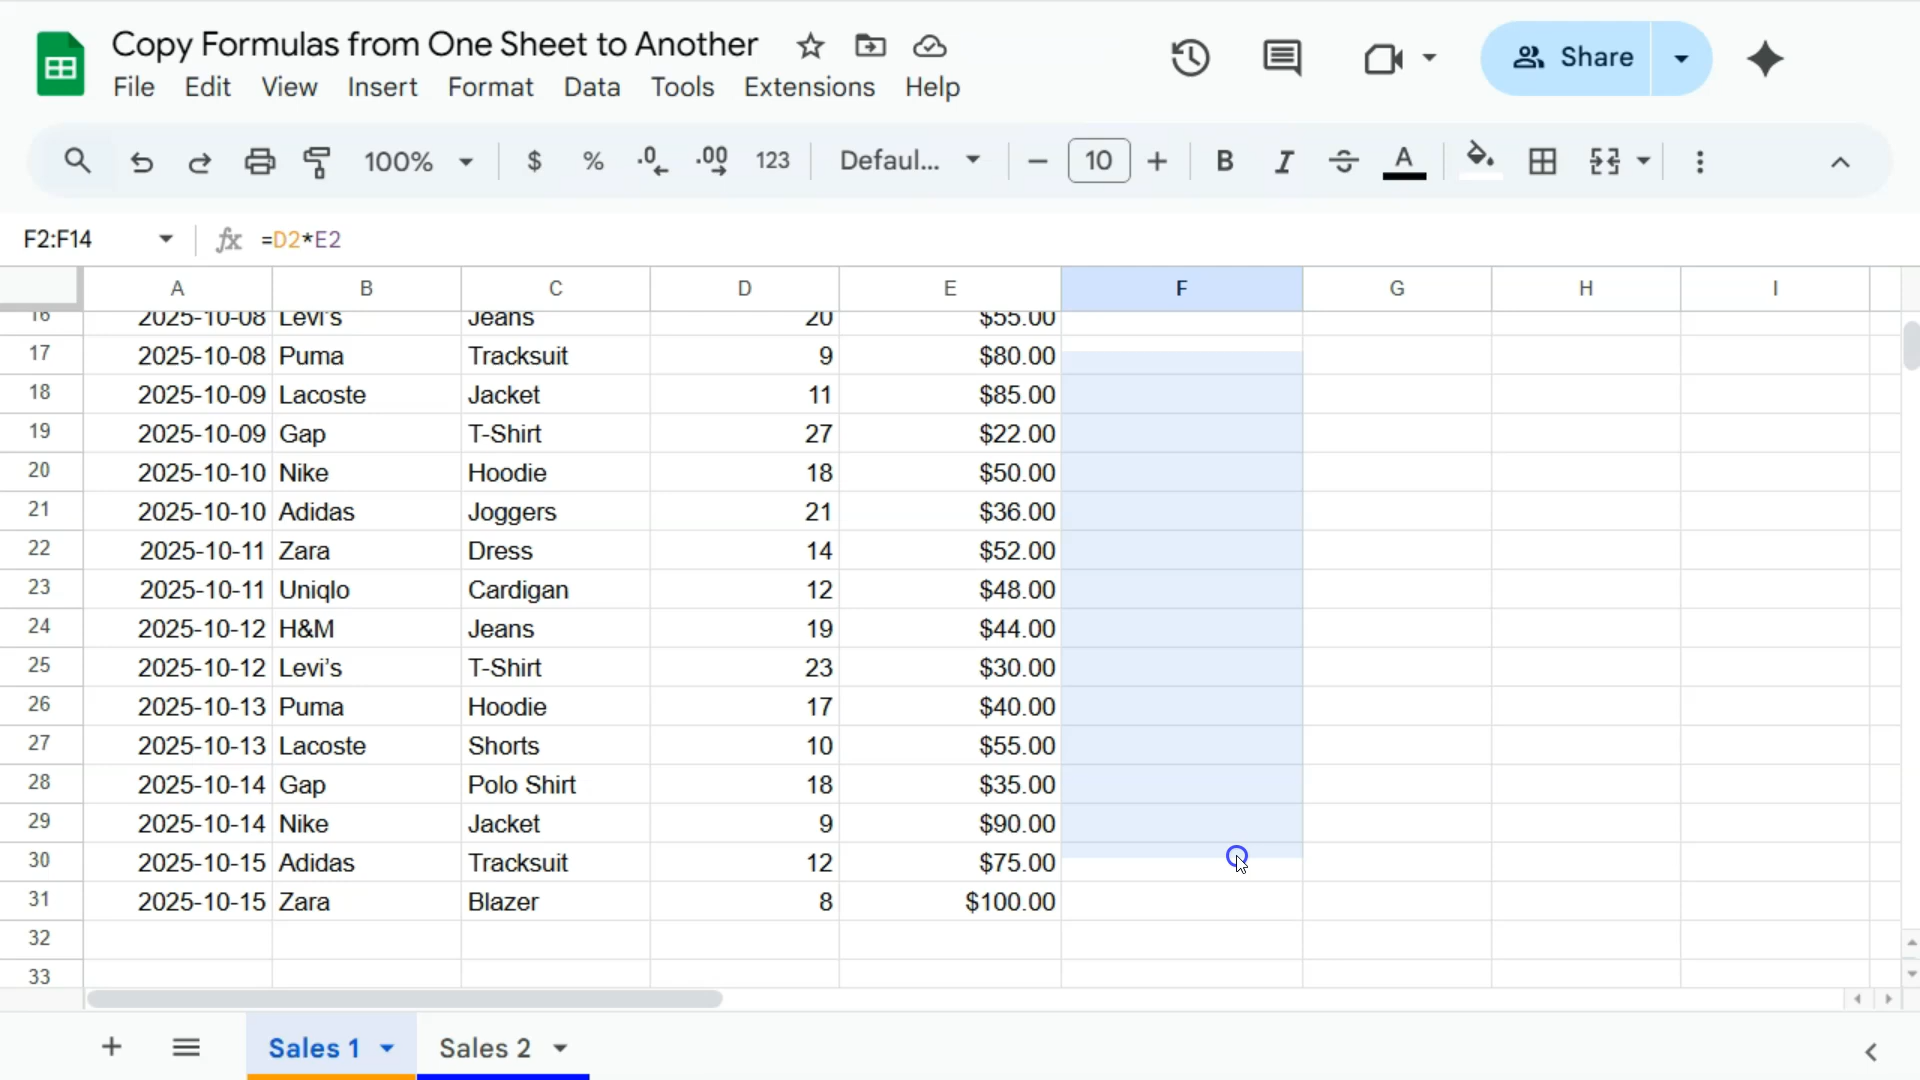 Copy Formulas from One Sheet to Another
Share
File Edit View Insert Format Data Tools Extensions Help
100% $ % .0 .00 123 Defaul... 10 B I A
F2:F14 fx =D2*E2
A B C D E F G H I
16 2025-10-08 Levi's Jeans 20 $55.00
17 2025-10-08 Puma Tracksuit 9 $80.00
18 2025-10-09 Lacoste Jacket 11 $85.00
19 2025-10-09 Gap T-Shirt 27 $22.00
20 2025-10-10 Nike Hoodie 18 $50.00
21 2025-10-10 Adidas Joggers 21 $36.00
22 2025-10-11 Zara Dress 14 $52.00
23 2025-10-11 Uniqlo Cardigan 12 $48.00
24 2025-10-12 H&M Jeans 19 $44.00
25 2025-10-12 Levi’s T-Shirt 23 $30.00
26 2025-10-13 Puma Hoodie 17 $40.00
27 2025-10-13 Lacoste Shorts 10 $55.00
28 2025-10-14 Gap Polo Shirt 18 $35.00
29 2025-10-14 Nike Jacket 9 $90.00
30 2025-10-15 Adidas Tracksuit 12 $75.00
31 2025-10-15 Zara Blazer 8 $100.00
32
33
Sales 1 Sales 2